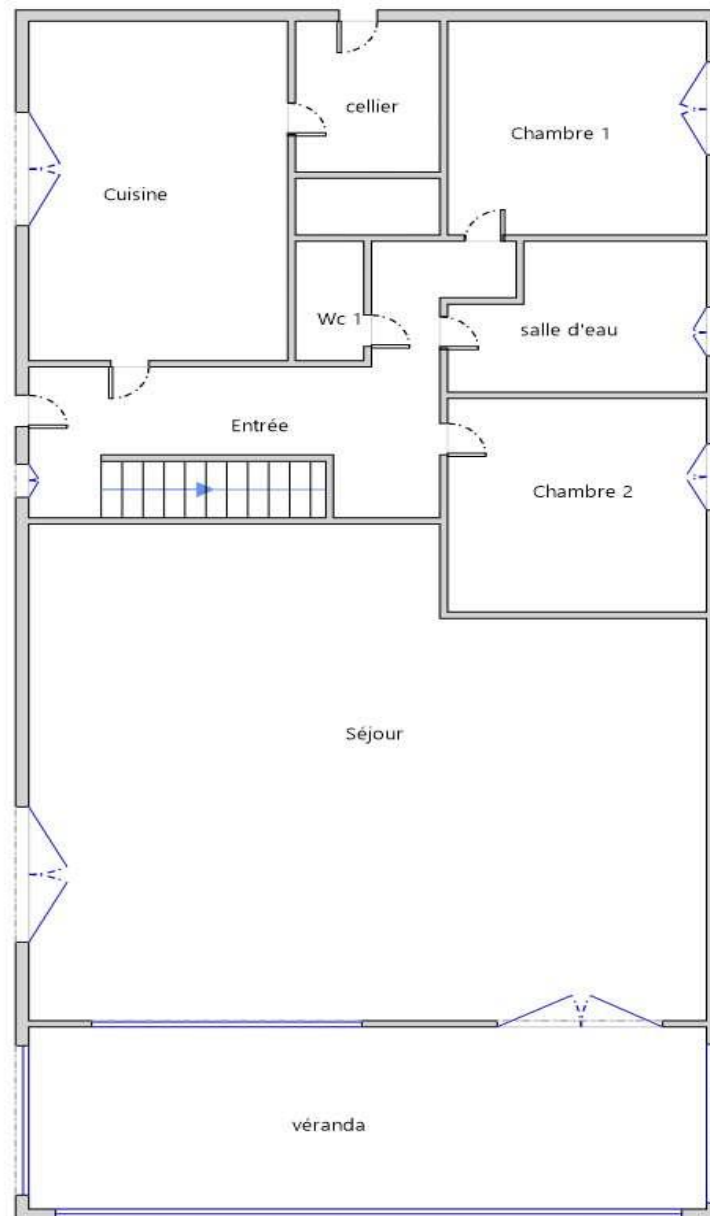 cellier
Chambre 1
Cuisine
Wc 1
salle d'eau
Entrée
Chambre 2
Séjour
véranda